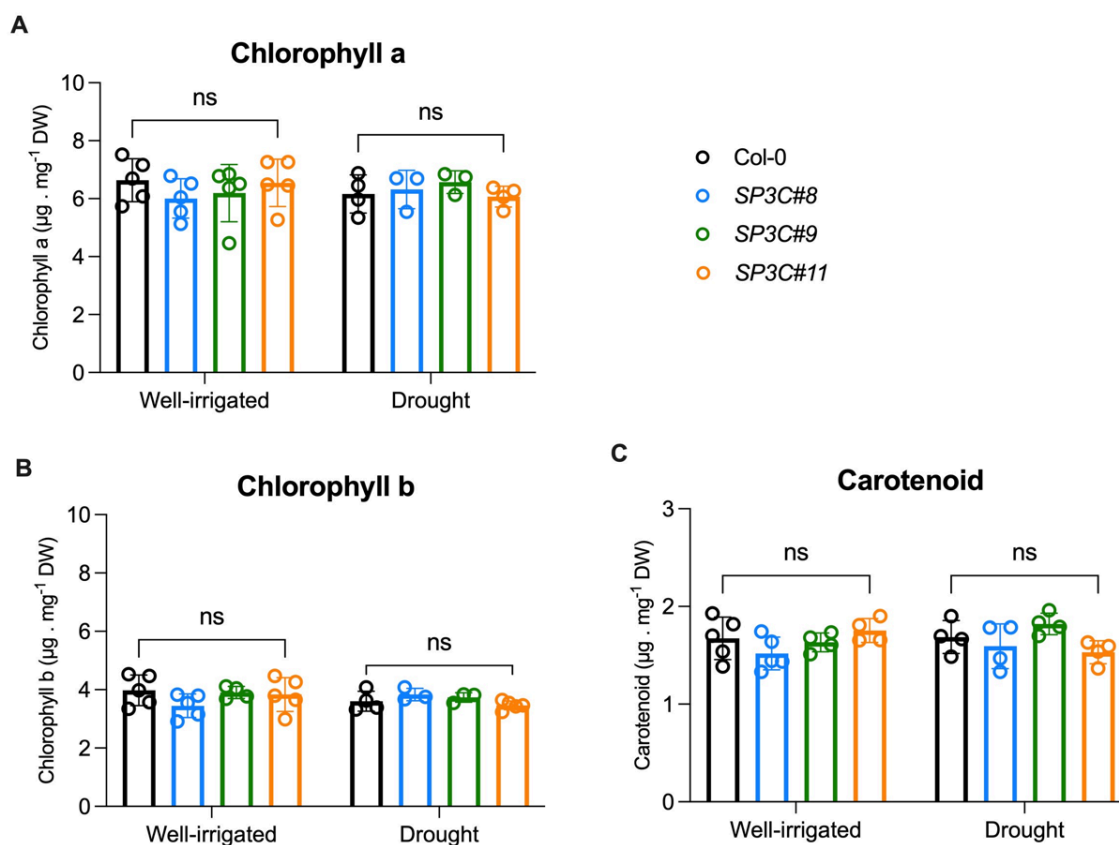 A
Chlorophyll a
Chlorophyll a (µg . mg⁻¹ DW)
10
8
6
4
2
0
ns
ns
Well-irrigated
Drought
Col-0
SP3C#8
SP3C#9
SP3C#11
B
Chlorophyll b
Chlorophyll b (µg . mg⁻¹ DW)
10
8
6
4
2
0
ns
ns
Well-irrigated
Drought
C
Carotenoid
Carotenoid (µg . mg⁻¹ DW)
3
2
1
0
ns
ns
Well-irrigated
Drought